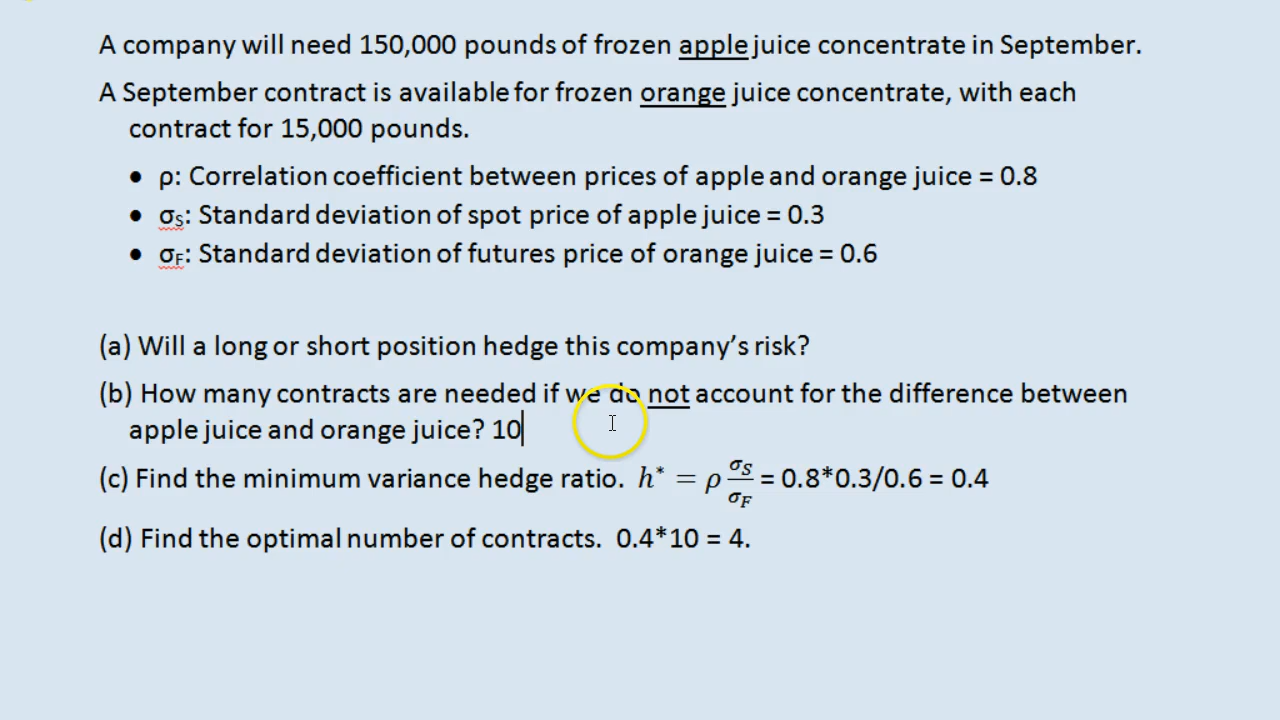 A company will need 150,000 pounds of frozen apple juice concentrate in September.
A September contract is available for frozen orange juice concentrate, with each
contract for 15,000 pounds.
• ρ: Correlation coefficient between prices of apple and orange juice = 0.8
• σS: Standard deviation of spot price of apple juice = 0.3
• σF: Standard deviation of futures price of orange juice = 0.6
(a) Will a long or short position hedge this company's risk?
(b) How many contracts are needed if we do not account for the difference between
apple juice and orange juice? 10
(c) Find the minimum variance hedge ratio. h* = ρ σS/σF = 0.8*0.3/0.6 = 0.4
(d) Find the optimal number of contracts. 0.4*10 = 4.